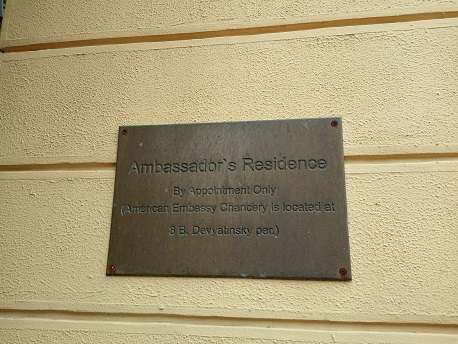 Ambassador's Residence
By Appointment Only
(American Embassy Chancery is located at
8 B. Devyatinsky per.)